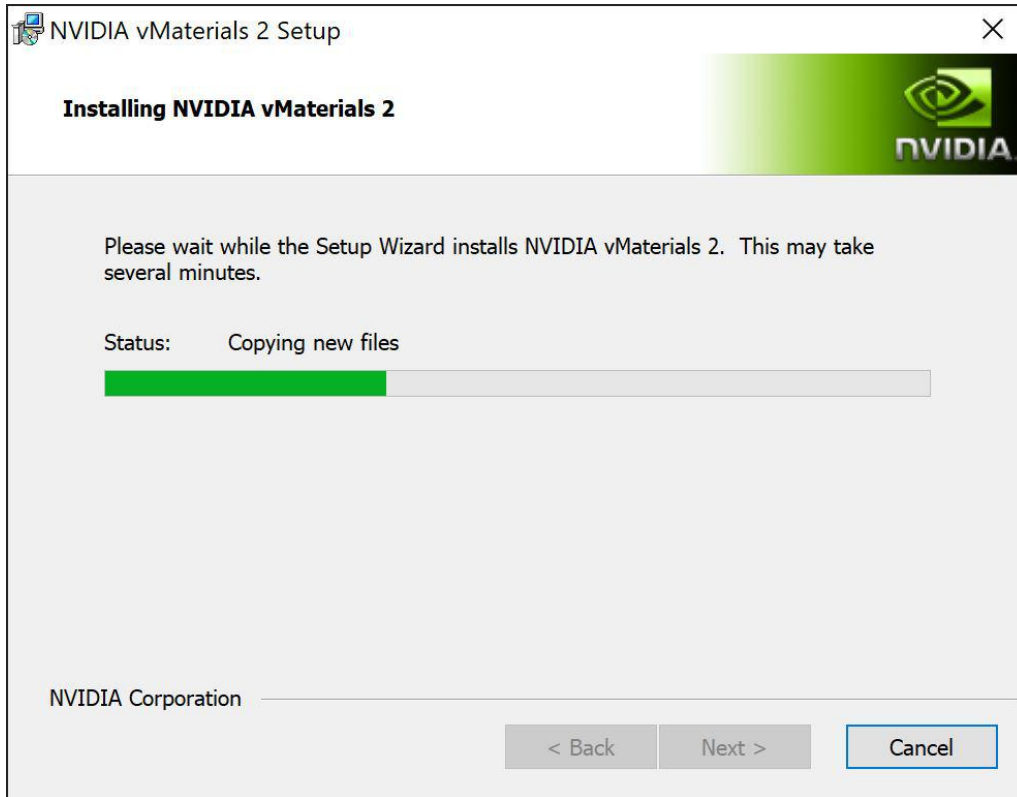 NVIDIA vMaterials 2 Setup
Installing NVIDIA vMaterials 2
NVIDIA.
Please wait while the Setup Wizard installs NVIDIA vMaterials 2.  This may take
several minutes.
Status: Copying new files
NVIDIA Corporation
< Back Next > Cancel